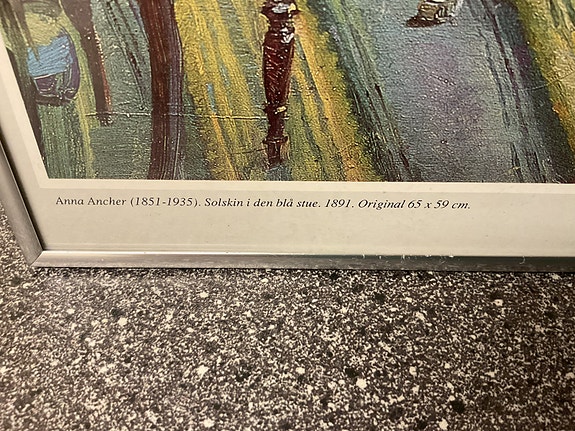 Anna Ancher (1851-1935). Solskin i den blå stue. 1891. Original 65 x 59 cm.